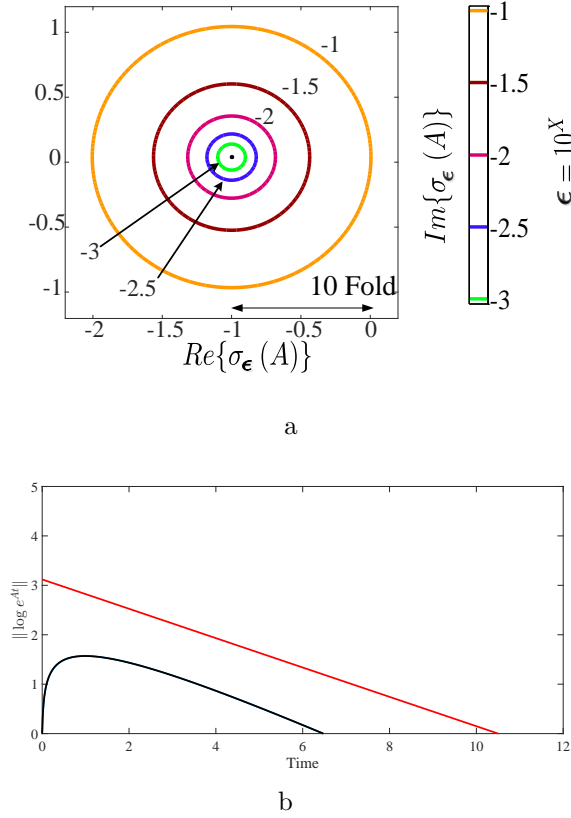 1
0.5
0
-0.5
-1
-1
-1.5
-2
-3
-2.5
10 Fold
-2 -1.5 -1 -0.5 0
Re{σ_ϵ (A)}
Im{σ_ϵ (A)}
-1
-1.5
-2
-2.5
-3
ϵ = 10^X
a
5
4
3
2
1
0
|| log e^{At} ||
0 2 4 6 8 10 12
Time
b